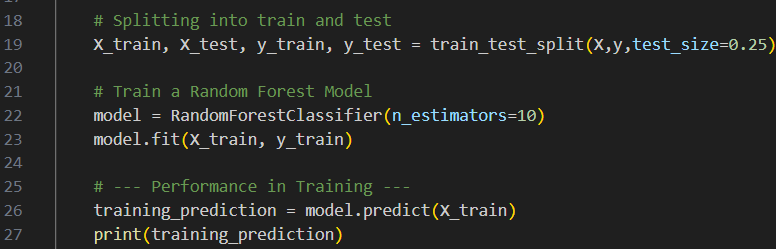 18 # Splitting into train and test
19 X_train, X_test, y_train, y_test = train_test_split(X,y,test_size=0.25)
20
21 # Train a Random Forest Model
22 model = RandomForestClassifier(n_estimators=10)
23 model.fit(X_train, y_train)
24
25 # --- Performance in Training ---
26 training_prediction = model.predict(X_train)
27 print(training_prediction)